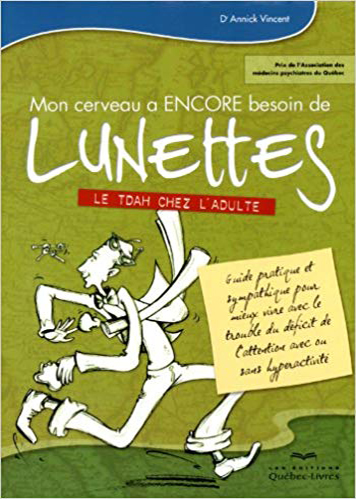 Dr Annick Vincent
Prix de l'Association des
médecins psychiatres du Québec
Mon cerveau a ENCORE besoin de
LUNETTES
LE TDAH CHEZ L'ADULTE
Guide pratique et
sympathique pour
mieux vivre avec le
trouble du déficit de
l'attention avec ou
sans hyperactivité
LES ÉDITIONS
Québec-Livres